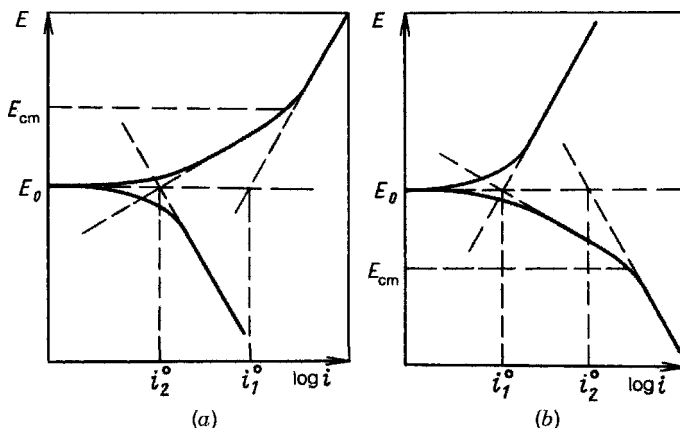 E
E_cm
E_0
i_2^o
i_1^o
log i
(a)
E
E_0
E_cm
i_1^o
i_2^o
log i
(b)